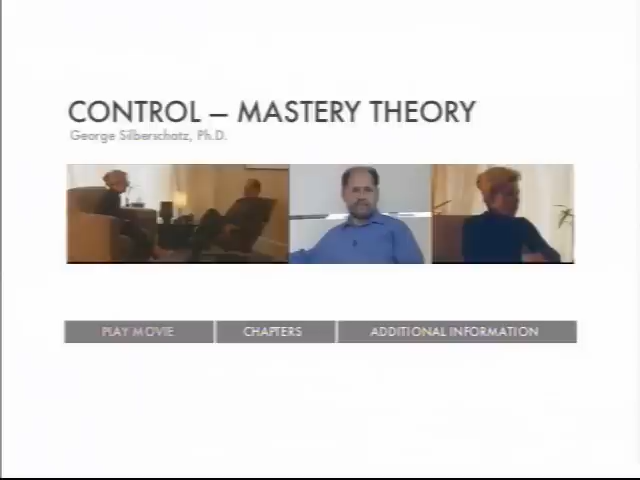 CONTROL – MASTERY THEORY
George Silberschatz, Ph.D.
PLAY MOVIE
CHAPTERS
ADDITIONAL INFORMATION